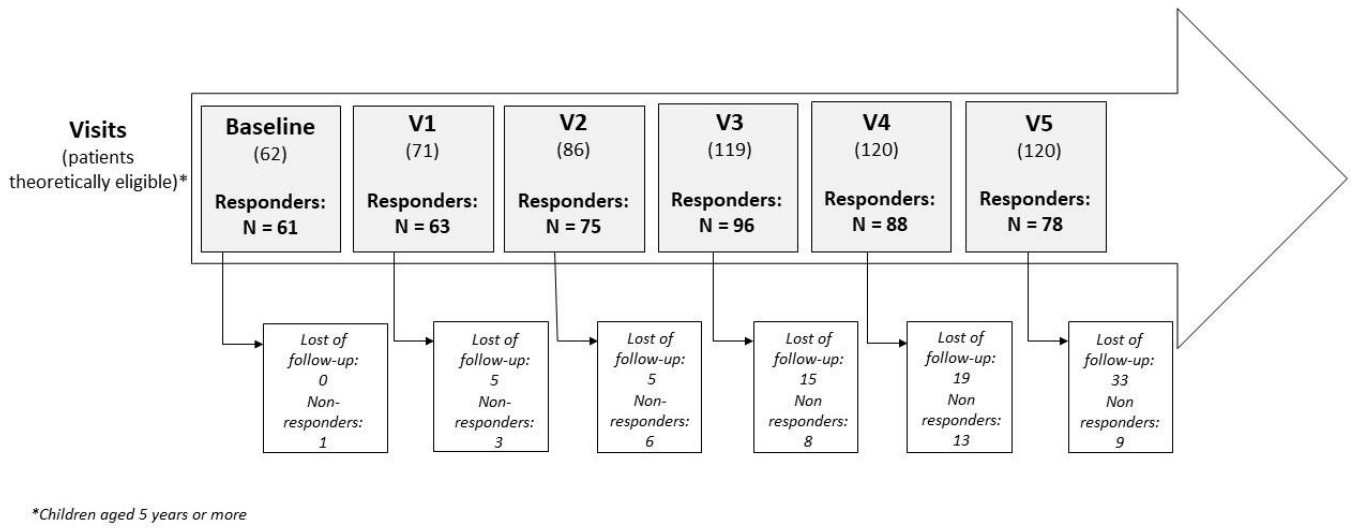 Visits
(patients
theoretically eligible)*
Baseline
(62)
Responders:
N = 61
V1
(71)
Responders:
N = 63
V2
(86)
Responders:
N = 75
V3
(119)
Responders:
N = 96
V4
(120)
Responders:
N = 88
V5
(120)
Responders:
N = 78
Lost of
follow-up:
0
Non-
responders:
1
Lost of
follow-up:
5
Non-
responders:
3
Lost of
follow-up:
5
Non-
responders:
6
Lost of
follow-up:
15
Non
responders:
8
Lost of
follow-up:
19
Non
responders:
13
Lost of
follow-up:
33
Non
responders:
9
*Children aged 5 years or more